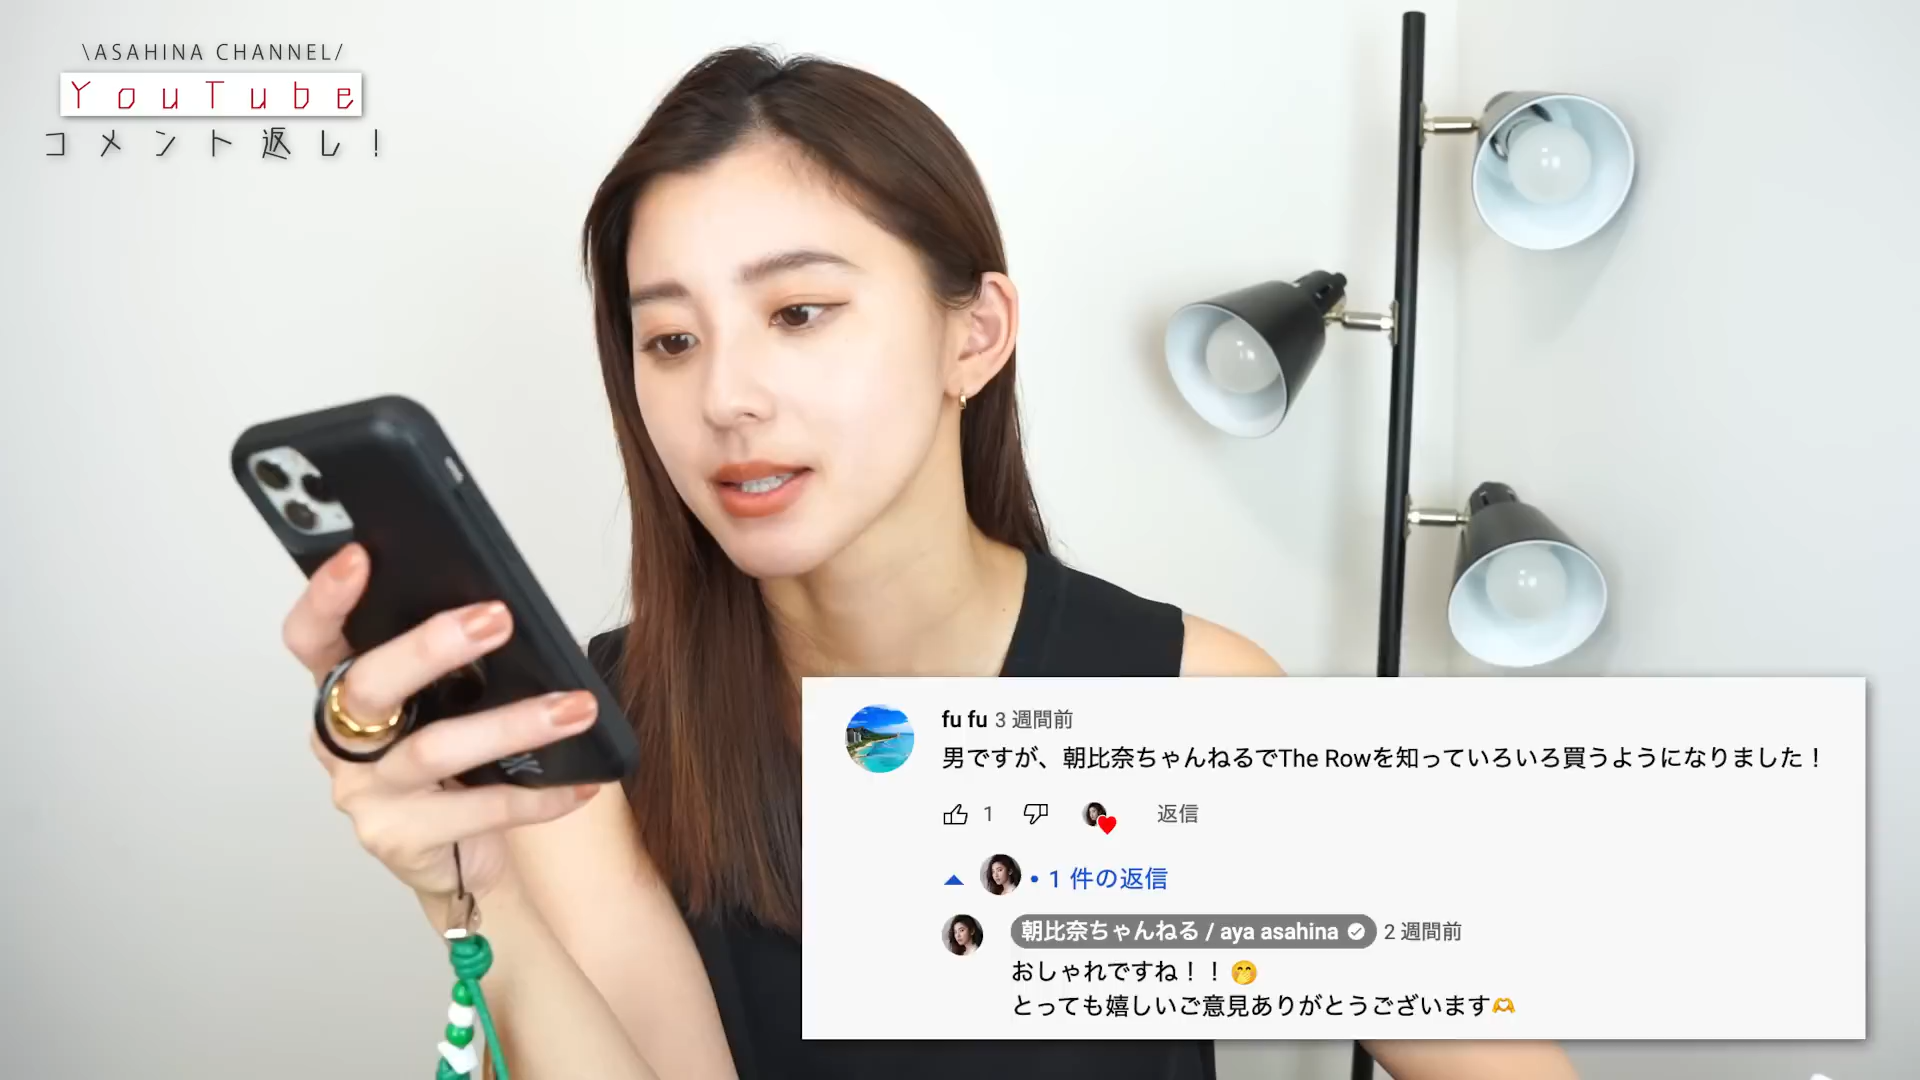 \ASAHINA CHANNEL/
YouTube
コメント返し!
fu fu 3 週間前
男ですが、朝比奈ちゃんねるでThe Rowを知っていろいろ買うようになりました！
1 返信
• 1 件の返信
朝比奈ちゃんねる / aya asahina 2 週間前
おしゃれですね！！🤭
とっても嬉しいご意見ありがとうございます🫶